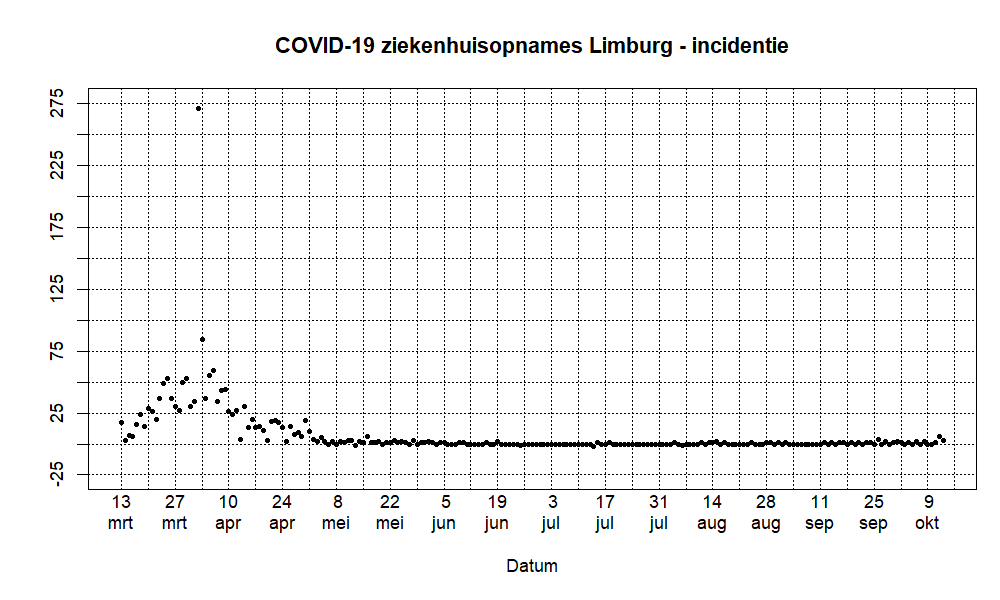 COVID-19 ziekenhuisopnames Limburg - incidentie
275
225
175
125
75
25
-25
13 27 10 24 8 22 5 19 3 17 31 14 28 11 25 9
mrt mrt apr apr mei mei jun jun jul jul jul aug aug sep sep okt
Datum